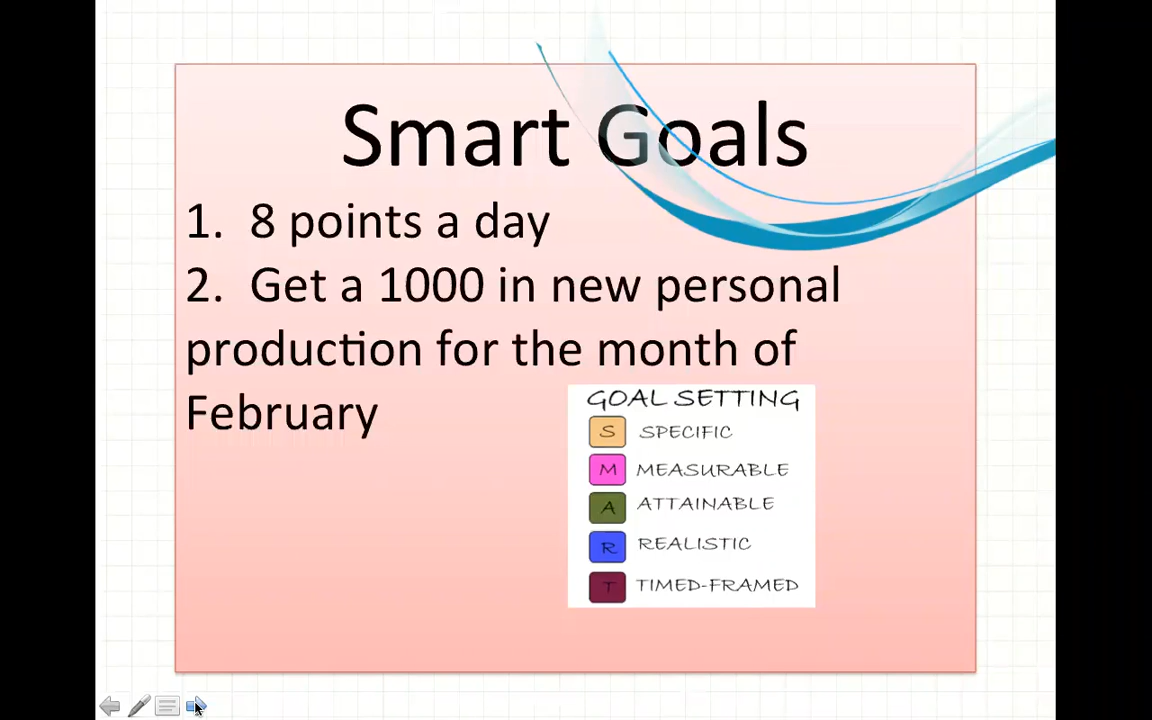 Smart Goals
1. 8 points a day
2. Get a 1000 in new personal
production for the month of
February
GOAL SETTING
S SPECIFIC
M MEASURABLE
A ATTAINABLE
R REALISTIC
T TIMED-FRAMED